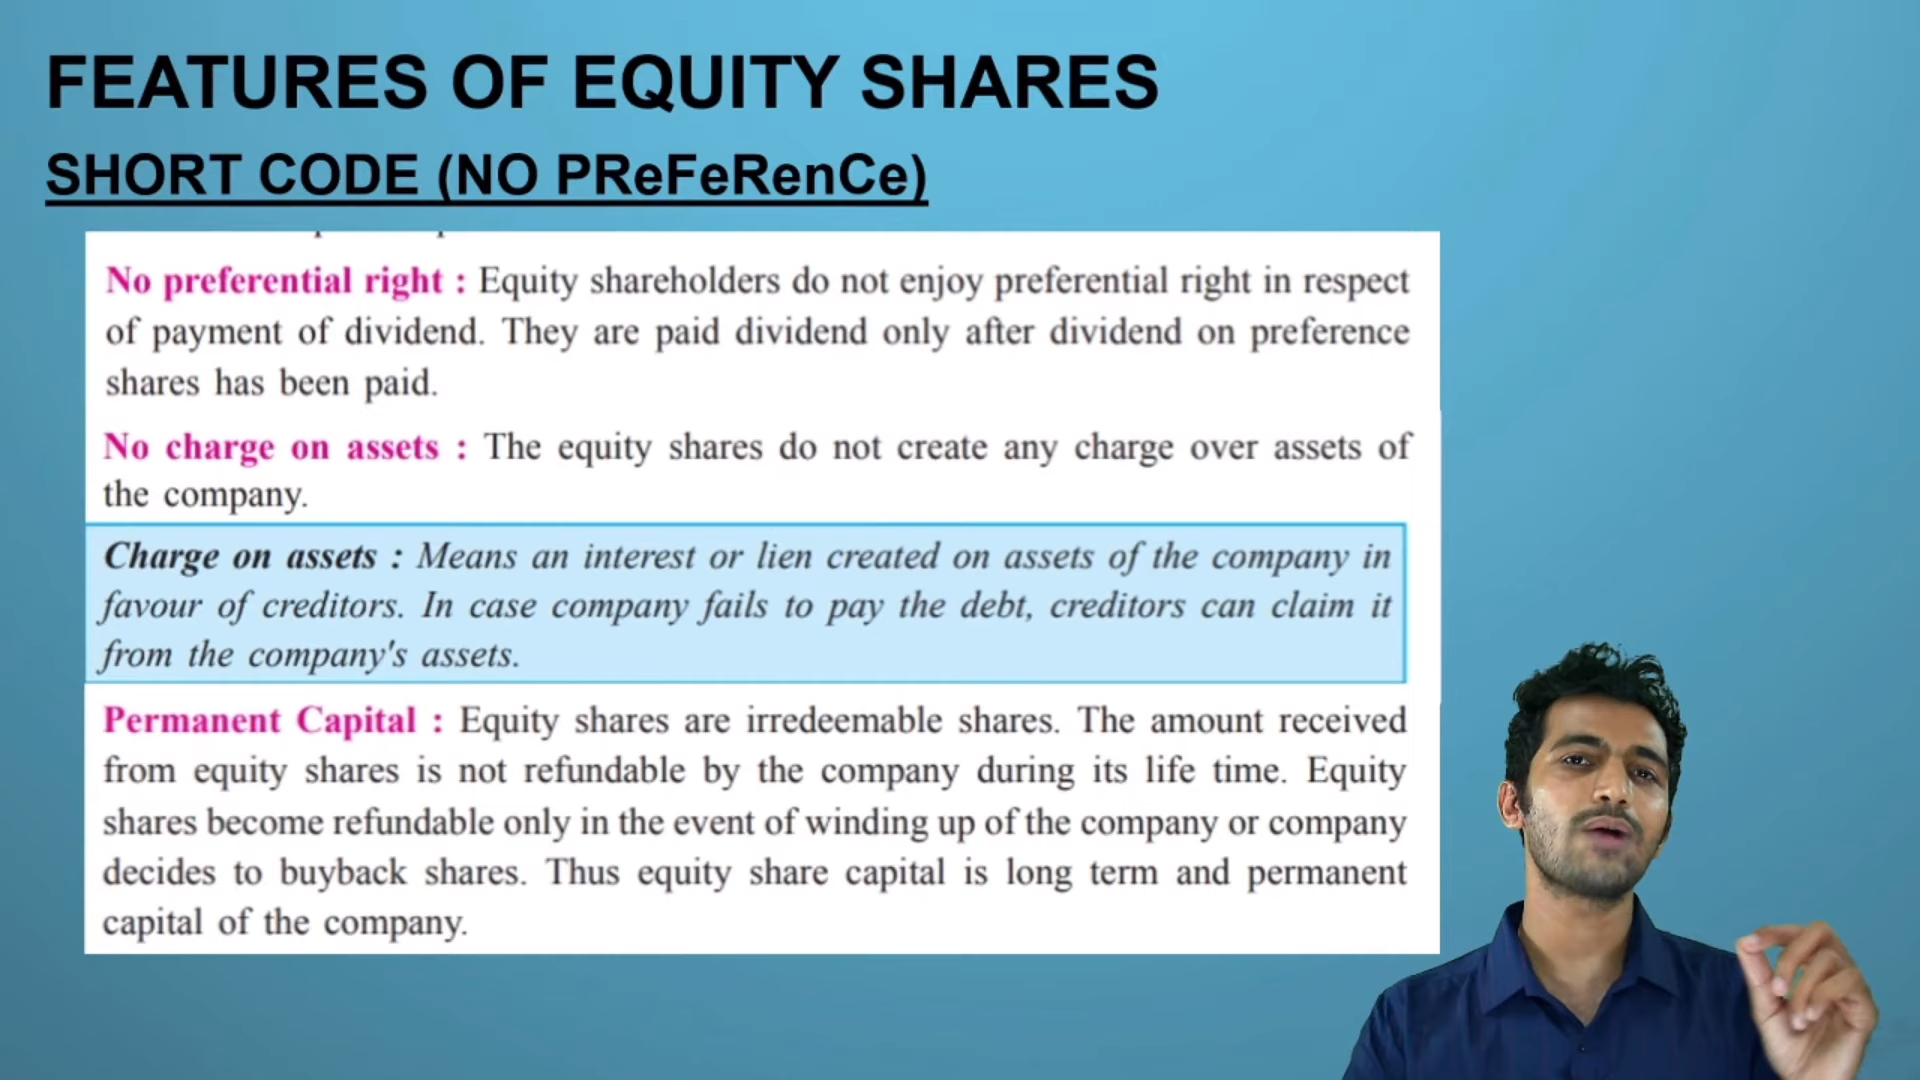 FEATURES OF EQUITY SHARES
SHORT CODE (NO PReFeRenCe)
No preferential right : Equity shareholders do not enjoy preferential right in respect
of payment of dividend. They are paid dividend only after dividend on preference
shares has been paid.
No charge on assets : The equity shares do not create any charge over assets of
the company.
Charge on assets : Means an interest or lien created on assets of the company in
favour of creditors. In case company fails to pay the debt, creditors can claim it
from the company's assets.
Permanent Capital : Equity shares are irredeemable shares. The amount received
from equity shares is not refundable by the company during its life time. Equity
shares become refundable only in the event of winding up of the company or company
decides to buyback shares. Thus equity share capital is long term and permanent
capital of the company.